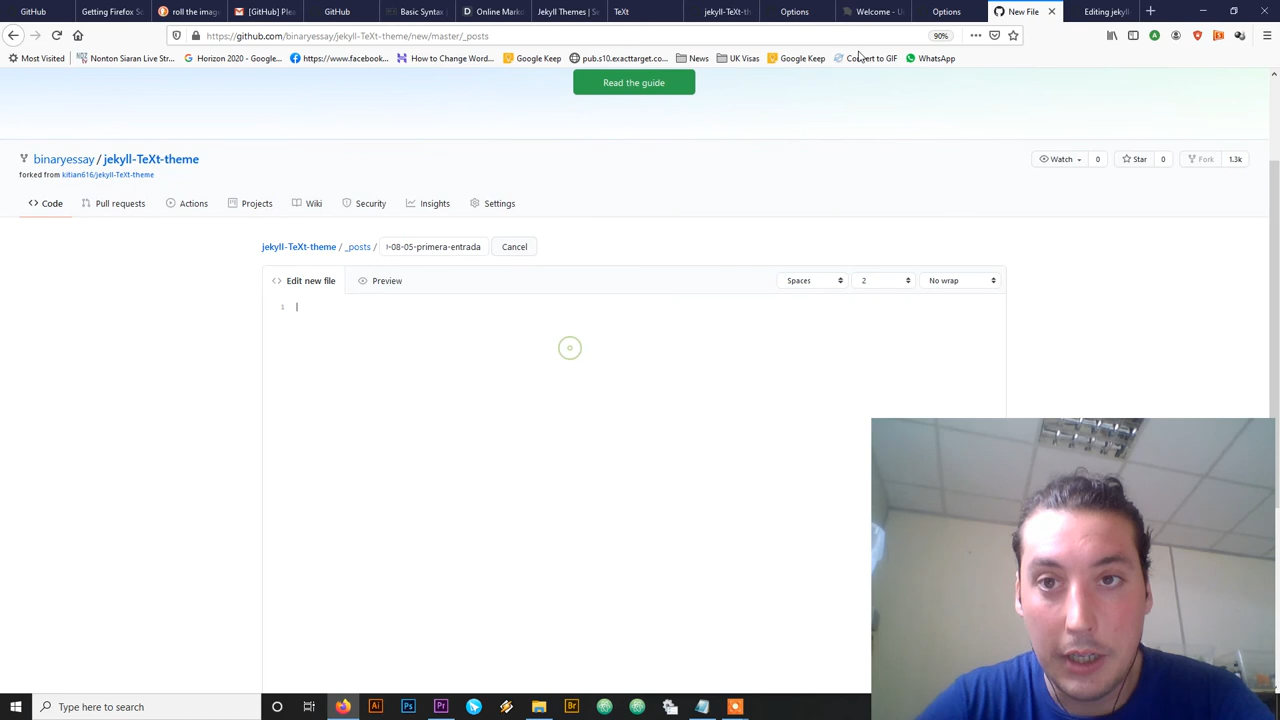 GitHub
Getting Firefox Sc
roll the image
[GitHub] Plea
GitHub
Basic Syntax
Online Mark
Jekyll Themes | Se
TeXt
jekyll-TeXt-th
Options
Welcome - U
Options
New File
Editing jekyll-
https://github.com/binaryessay/jekyll-TeXt-theme/new/master/_posts
90%
Most Visited
Nonton Siaran Live Str...
Horizon 2020 - Google...
https://www.facebook...
How to Change Word...
Google Keep
pub.s10.exacttarget.co...
News
UK Visas
Google Keep
Convert to GIF
WhatsApp
Read the guide
binaryessay / jekyll-TeXt-theme
Watch 0
Star 0
Fork 1.3k
forked from kitian616/jekyll-TeXt-theme
Code
Pull requests
Actions
Projects
Wiki
Security
Insights
Settings
jekyll-TeXt-theme / _posts / -08-05-primera-entrada Cancel
Edit new file
Preview
Spaces
2
No wrap
1
Type here to search